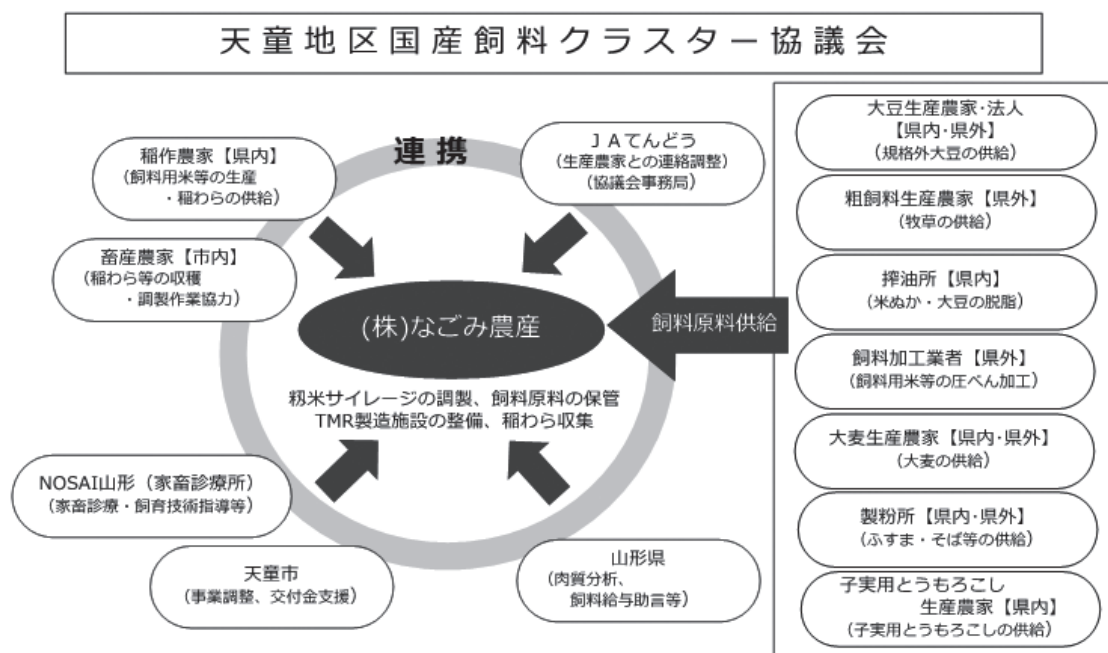 天童地区国産飼料クラスター協議会
連携
稲作農家【県内】
(飼料用米等の生産
・稲わらの供給)
畜産農家【市内】
(稲わら等の収穫
・調製作業協力)
JAてんどう
(生産農家との連絡調整)
(協議会事務局)
(株)なごみ農産
籾米サイレージの調製、飼料原料の保管
TMR製造施設の整備、稲わら収集
NOSAI山形(家畜診療所)
(家畜診療・飼育技術指導等)
天童市
(事業調整、交付金支援)
山形県
(肉質分析、
飼料給与助言等)
飼料原料供給
大豆生産農家・法人
【県内・県外】
(規格外大豆の供給)
粗飼料生産農家【県外】
(牧草の供給)
搾油所【県内】
(米ぬか・大豆の脱脂)
飼料加工業者【県外】
(飼料用米等の圧ぺん加工)
大麦生産農家【県内・県外】
(大麦の供給)
製粉所【県内・県外】
(ふすま・そば等の供給)
子実用とうもろこし
生産農家【県内】
(子実用とうもろこしの供給)